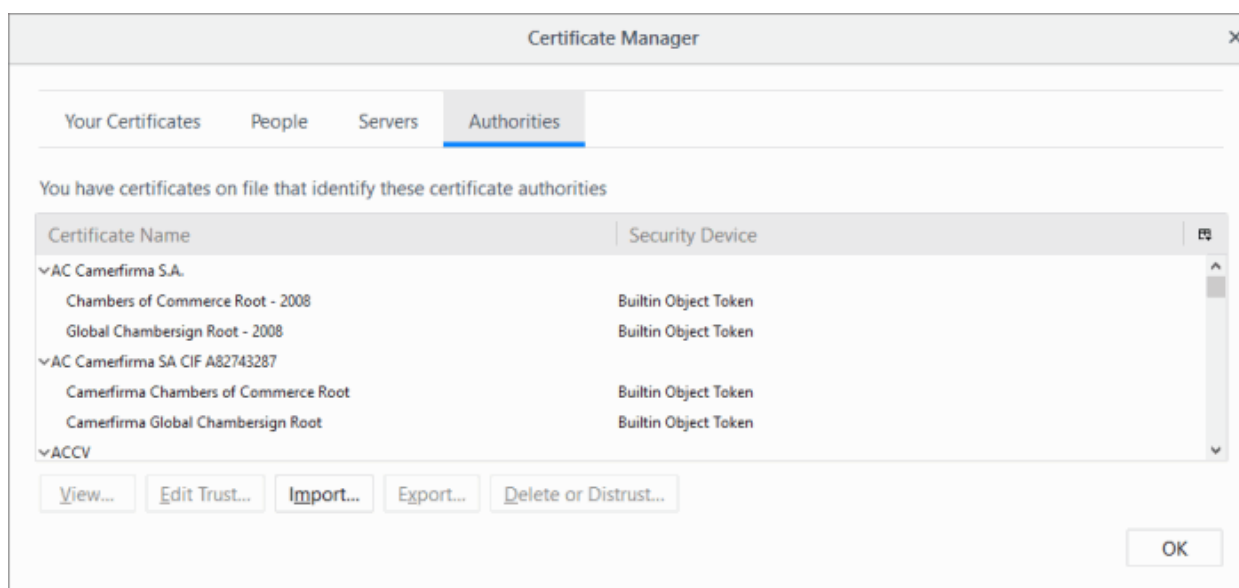 Certificate Manager
Your Certificates People Servers Authorities
You have certificates on file that identify these certificate authorities
Certificate Name Security Device
AC Camerfirma S.A.
Chambers of Commerce Root - 2008 Builtin Object Token
Global Chambersign Root - 2008 Builtin Object Token
AC Camerfirma SA CIF A82743287
Camerfirma Chambers of Commerce Root Builtin Object Token
Camerfirma Global Chambersign Root Builtin Object Token
ACCV
View... Edit Trust... Import... Export... Delete or Distrust...
OK